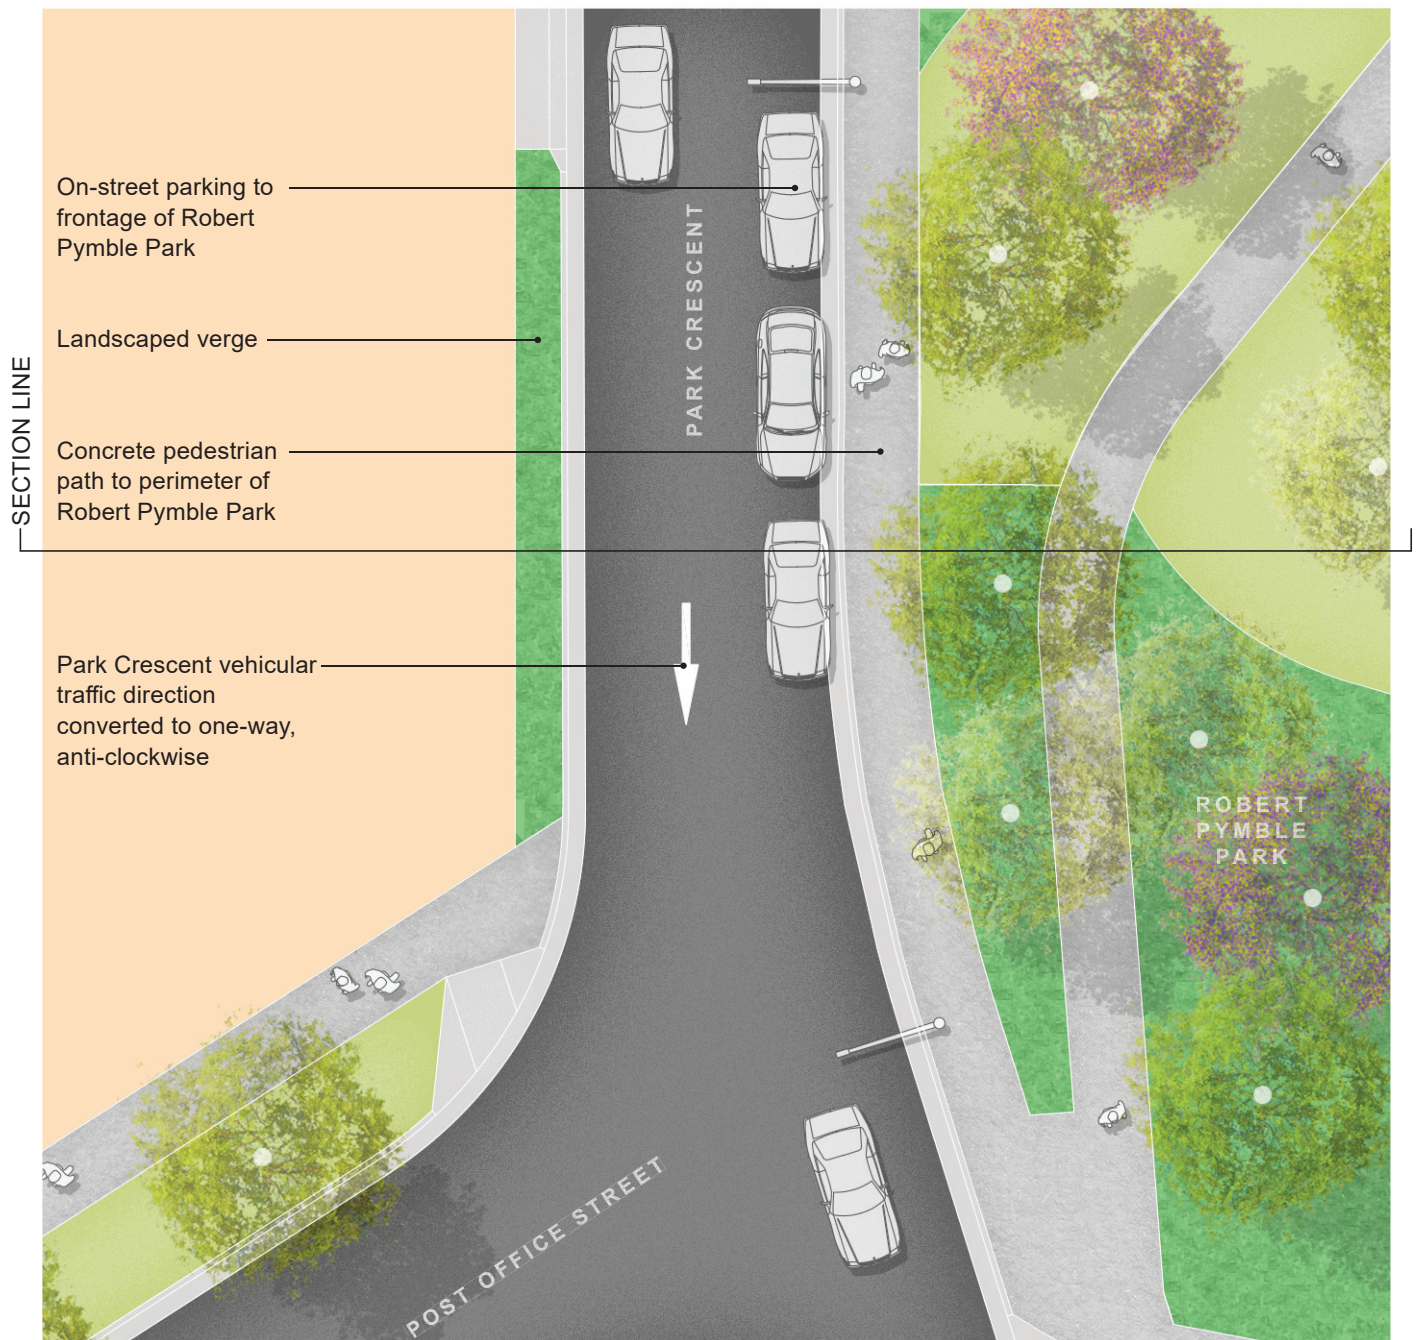 On-street parking to
frontage of Robert
Pymble Park
PARK CRESCENT
Landscaped verge
SECTION LINE
Concrete pedestrian
path to perimeter of
Robert Pymble Park
Park Crescent vehicular
traffic direction
converted to one-way,
anti-clockwise
ROBERT
PYMBLE
PARK
POST OFFICE STREET